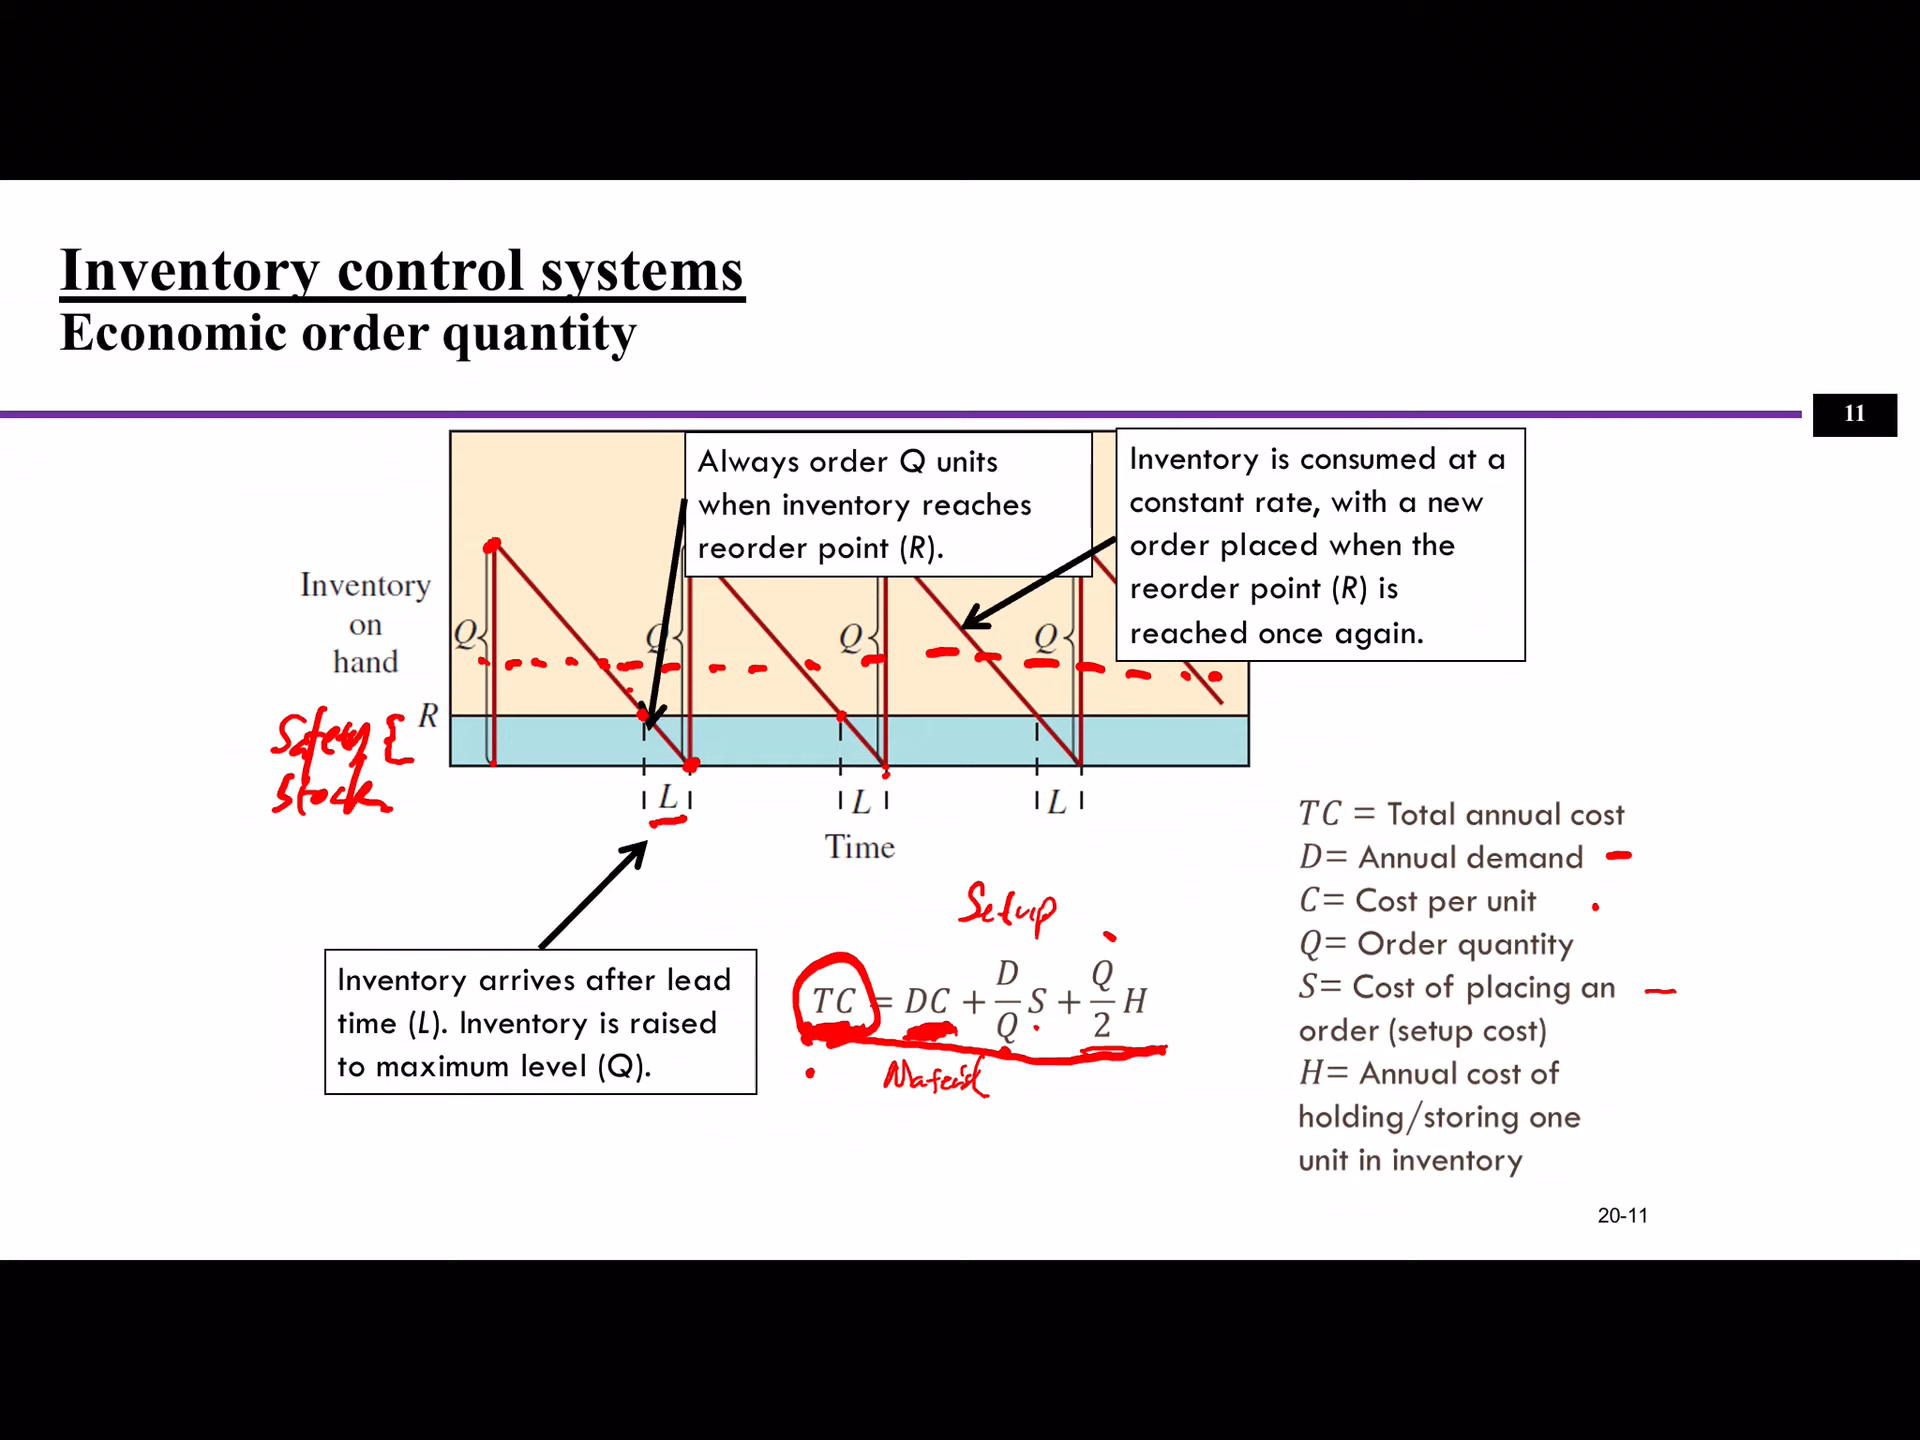 Inventory control systems
Economic order quantity
11
Always order Q units
when inventory reaches
reorder point (R).
Inventory is consumed at a
constant rate, with a new
order placed when the
reorder point (R) is
reached once again.
Inventory
on
hand
Q
Q
Q
Q
R
Safety {
Stock
L
L
L
Time
Inventory arrives after lead
time (L). Inventory is raised
to maximum level (Q).
Setup
TC = DC + D/Q S + Q/2 H
Material
TC = Total annual cost
D= Annual demand
C= Cost per unit
Q= Order quantity
S= Cost of placing an
order (setup cost)
H= Annual cost of
holding/storing one
unit in inventory
20-11